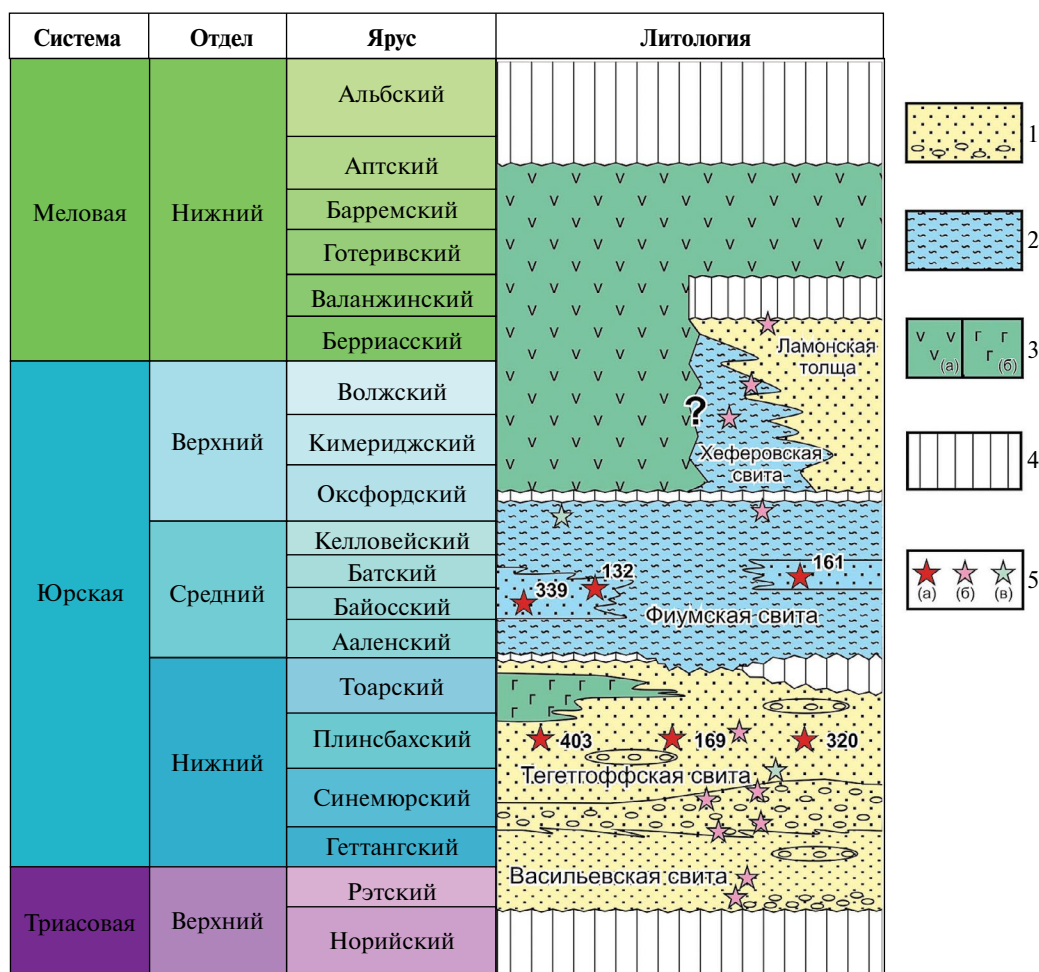 Система Отдел Ярус Литология
Меловая
Нижний
Альбский
Аптский
Барремский
Готеривский
Валанжинский
Берриасский
Юрская
Верхний
Волжский
Кимериджский
Оксфордский
Средний
Келловейский
Батский
Байосский
Ааленский
Нижний
Тоарский
Плинсбахский
Синемюрский
Геттангский
Триасовая
Верхний
Рэтский
Норийский
Ламонская
толща
?
Хеферовская
свита
339
132
161
Фиумская свита
403
169
320
Тегетгоффская свита
Васильевская свита
1
2
(а)
(б)
3
4
(а)
(б)
(в)
5